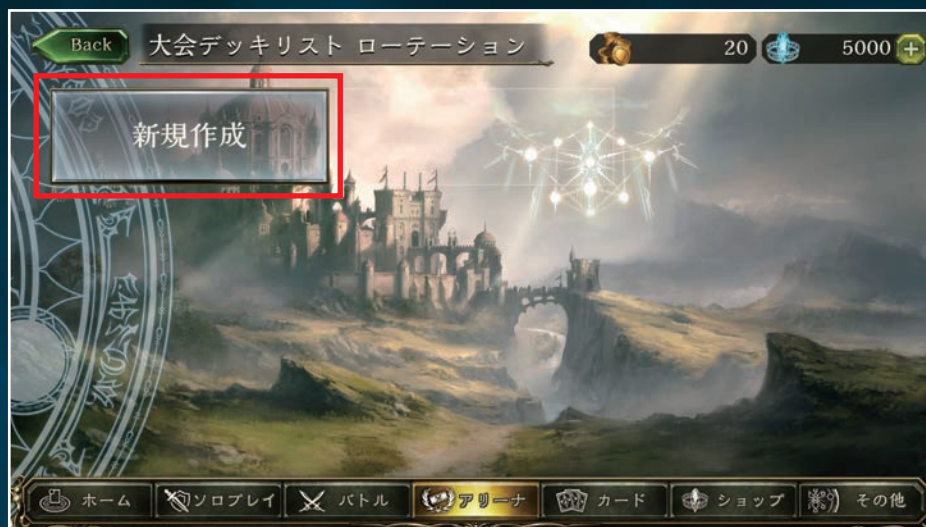 Back 大会デッキリスト ローテーション 20 5000
新規作成
ホーム ソロプレイ バトル アリーナ カード ショップ その他